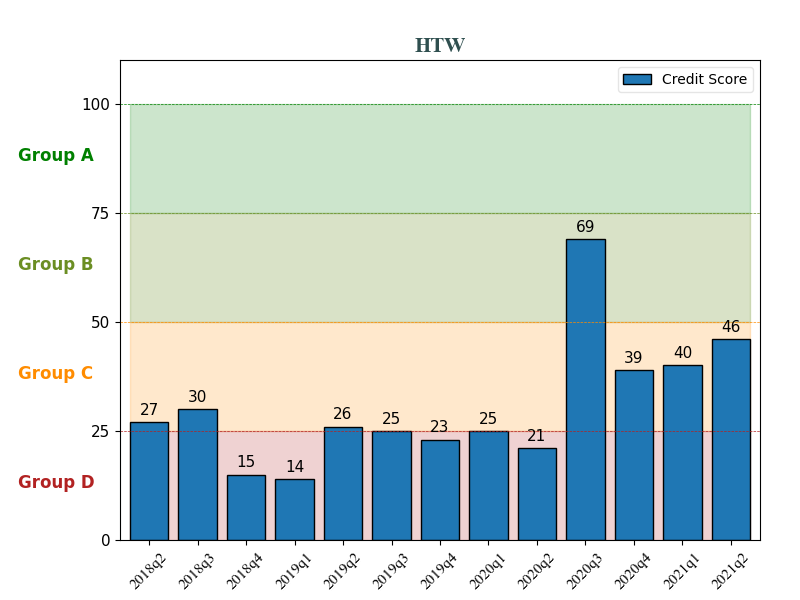 HTW
Credit Score
100
Group A
75
69
Group B
50
46
39
40
Group C
27
30
26
25
23
25
21
25
15
14
Group D
0
2018q2
2018q3
2018q4
2019q1
2019q2
2019q3
2019q4
2020q1
2020q2
2020q3
2020q4
2021q1
2021q2